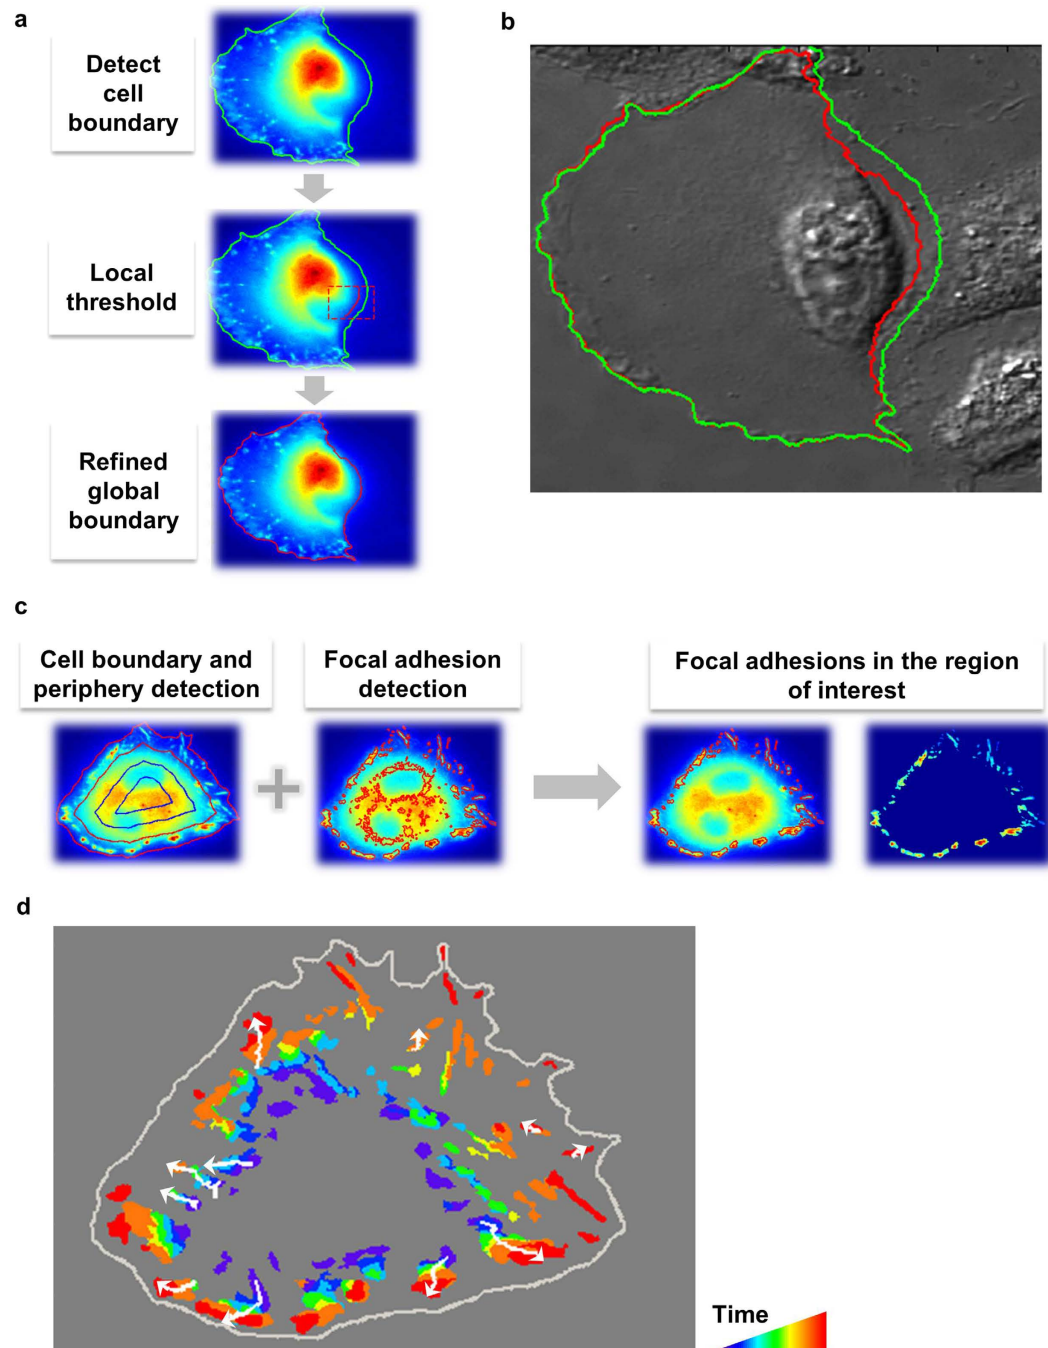 a
Detect
cell
boundary
Local
threshold
Refined
global
boundary
b
c
Cell boundary and
periphery detection
Focal adhesion
detection
Focal adhesions in the region
of interest
d
Time